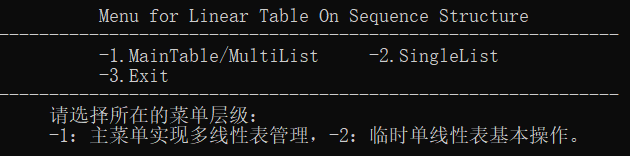 Menu for Linear Table On Sequence Structure
-1.MainTable/MultiList -2.SingleList
-3.Exit
请选择所在的菜单层级：
-1：主菜单实现多线性表管理，-2：临时单线性表基本操作。